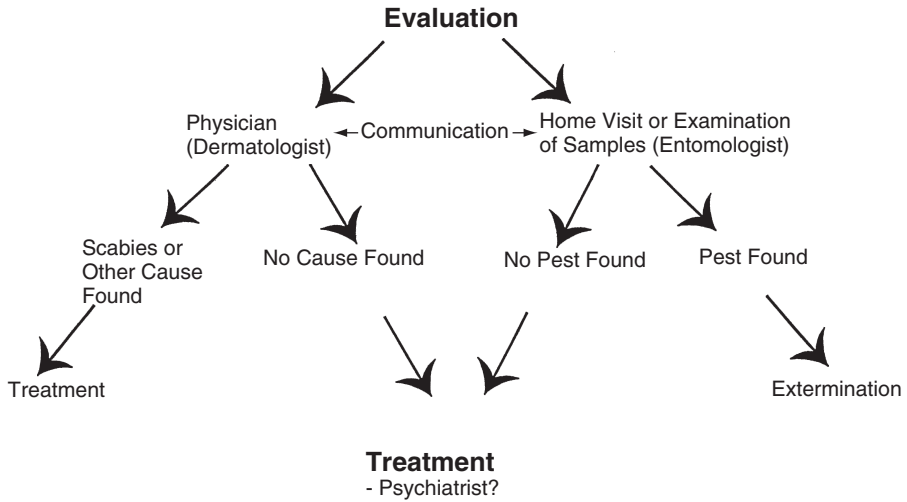 Evaluation
Physician
(Dermatologist)
Communication
Home Visit or Examination
of Samples (Entomologist)
Scabies or
Other Cause
Found
No Cause Found
No Pest Found
Pest Found
Treatment
Extermination
Treatment
- Psychiatrist?